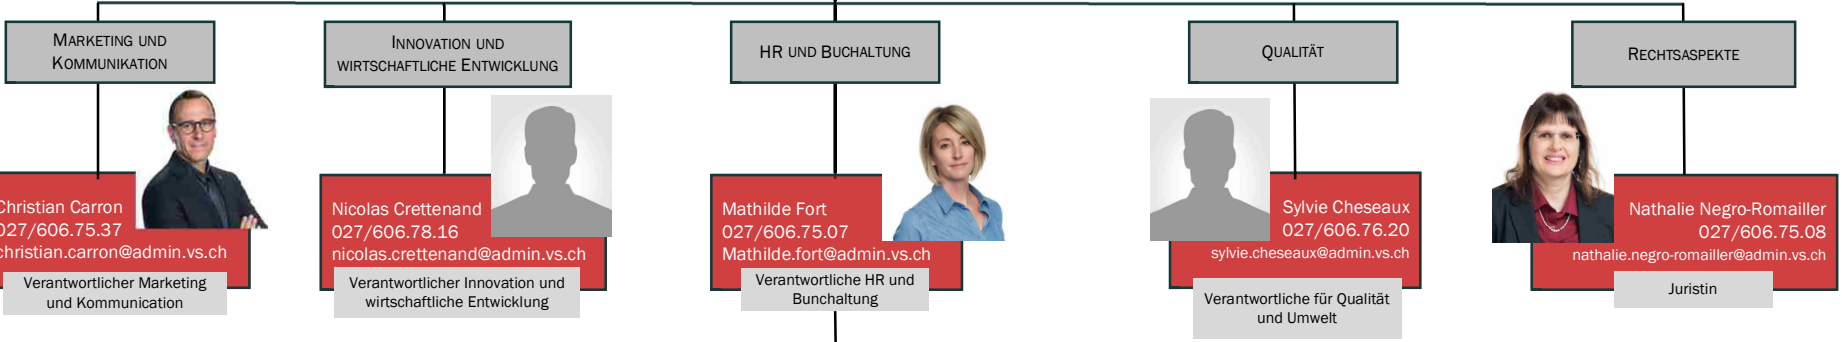 MARKETING UND
KOMMUNIKATION
INNOVATION UND
WIRTSCHAFTLICHE ENTWICKLUNG
HR UND BUCHALTUNG
QUALITÄT
RECHTSASPEKTE
Christian Carron
027/606.75.37
christian.carron@admin.vs.ch
Verantwortlicher Marketing
und Kommunication
Nicolas Crettenand
027/606.78.16
nicolas.crettenand@admin.vs.ch
Verantwortlicher Innovation und
wirtschaftliche Entwicklung
Mathilde Fort
027/606.75.07
Mathilde.fort@admin.vs.ch
Verantwortliche HR und
Bunchaltung
Sylvie Cheseaux
027/606.76.20
sylvie.cheseaux@admin.vs.ch
Verantwortliche für Qualität
und Umwelt
Nathalie Negro-Romailler
027/606.75.08
nathalie.negro-romailler@admin.vs.ch
Juristin